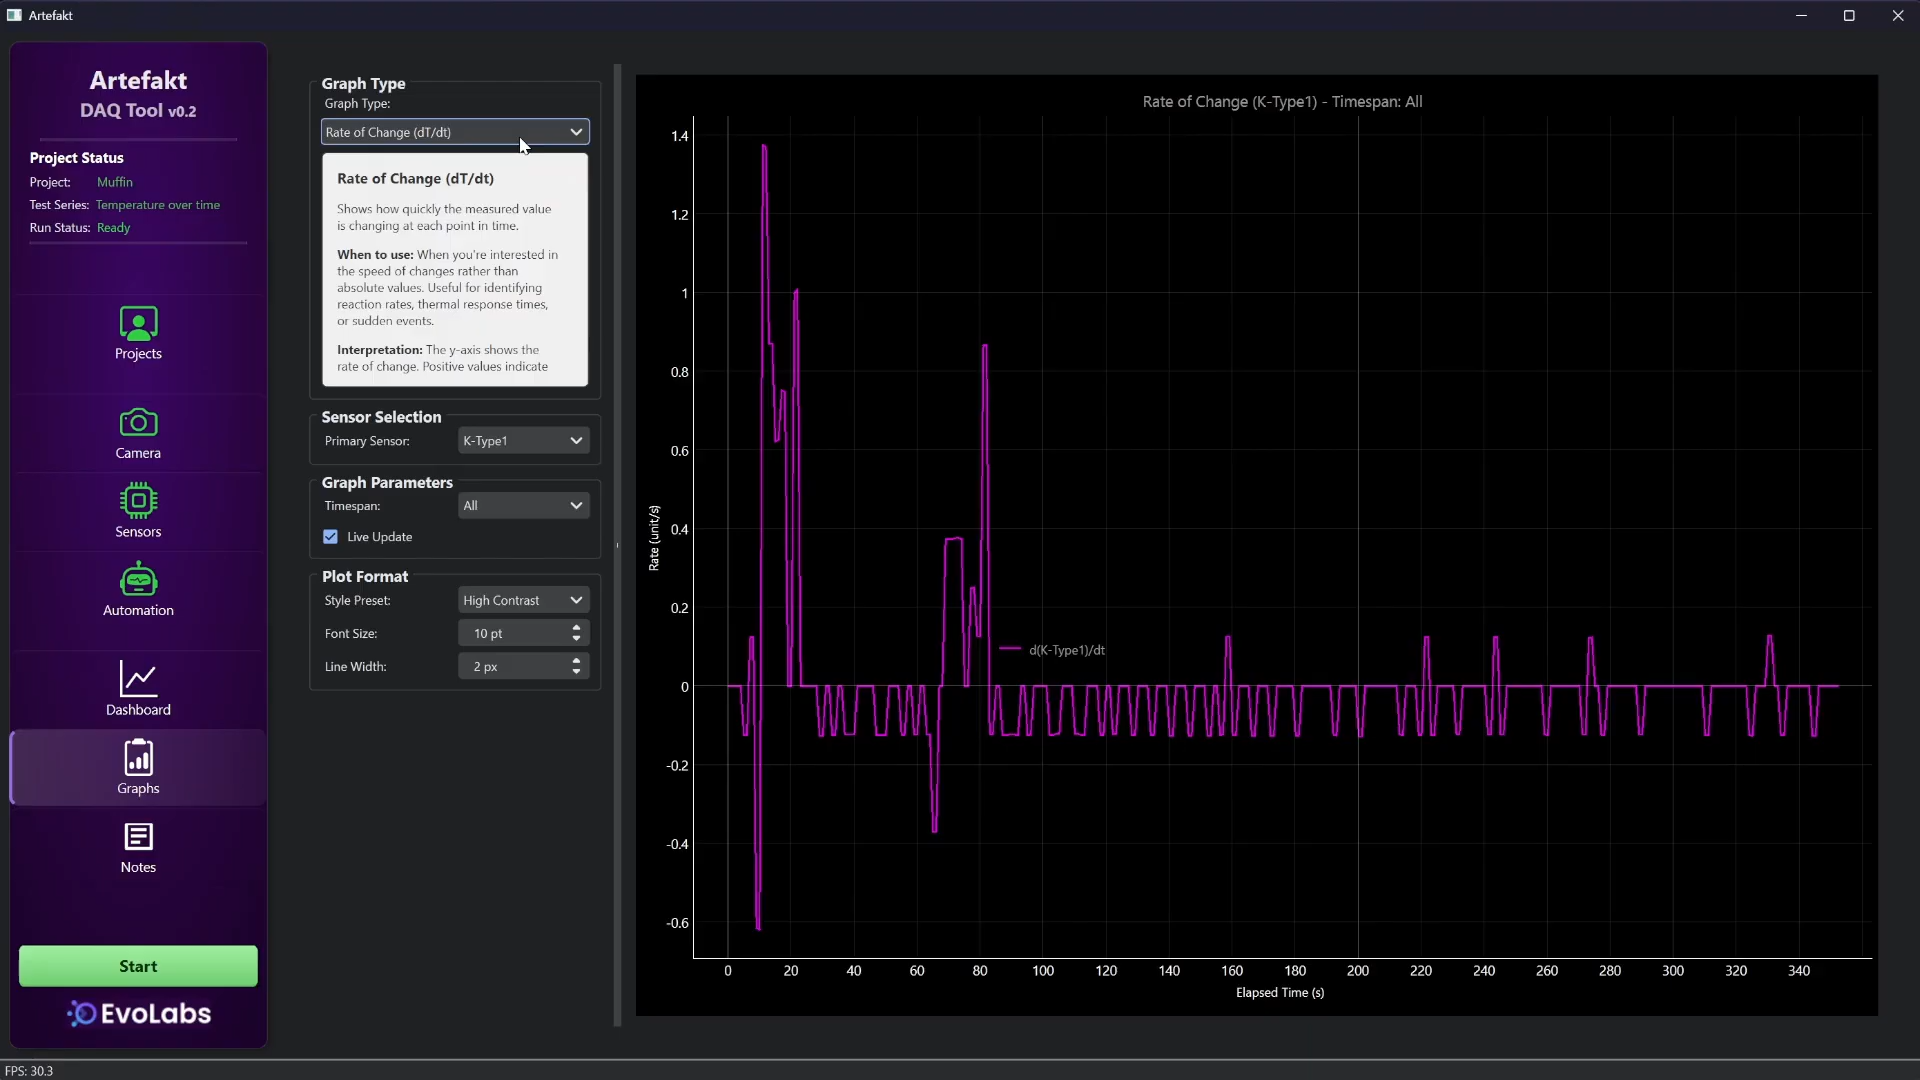 Artefakt
Artefakt
DAQ Tool v0.2
Project Status
Project: Muffin
Test Series: Temperature over time
Run Status: Ready
Projects
Camera
Sensors
Automation
Dashboard
Graphs
Notes
Start
EvoLabs
FPS: 30.3
Graph Type
Graph Type:
Rate of Change (dT/dt)
Rate of Change (dT/dt)
Shows how quickly the measured value
is changing at each point in time.
When to use: When you're interested in
the speed of changes rather than
absolute values. Useful for identifying
reaction rates, thermal response times,
or sudden events.
Interpretation: The y-axis shows the
rate of change. Positive values indicate
Sensor Selection
Primary Sensor: K-Type1
Graph Parameters
Timespan: All
Live Update
Plot Format
Style Preset: High Contrast
Font Size: 10 pt
Line Width: 2 px
Rate of Change (K-Type1) - Timespan: All
1.4
1.2
1
0.8
0.6
0.4
0.2
0
-0.2
-0.4
-0.6
Rate (unit/s)
d(K-Type1)/dt
0 20 40 60 80 100 120 140 160 180 200 220 240 260 280 300 320 340
Elapsed Time (s)